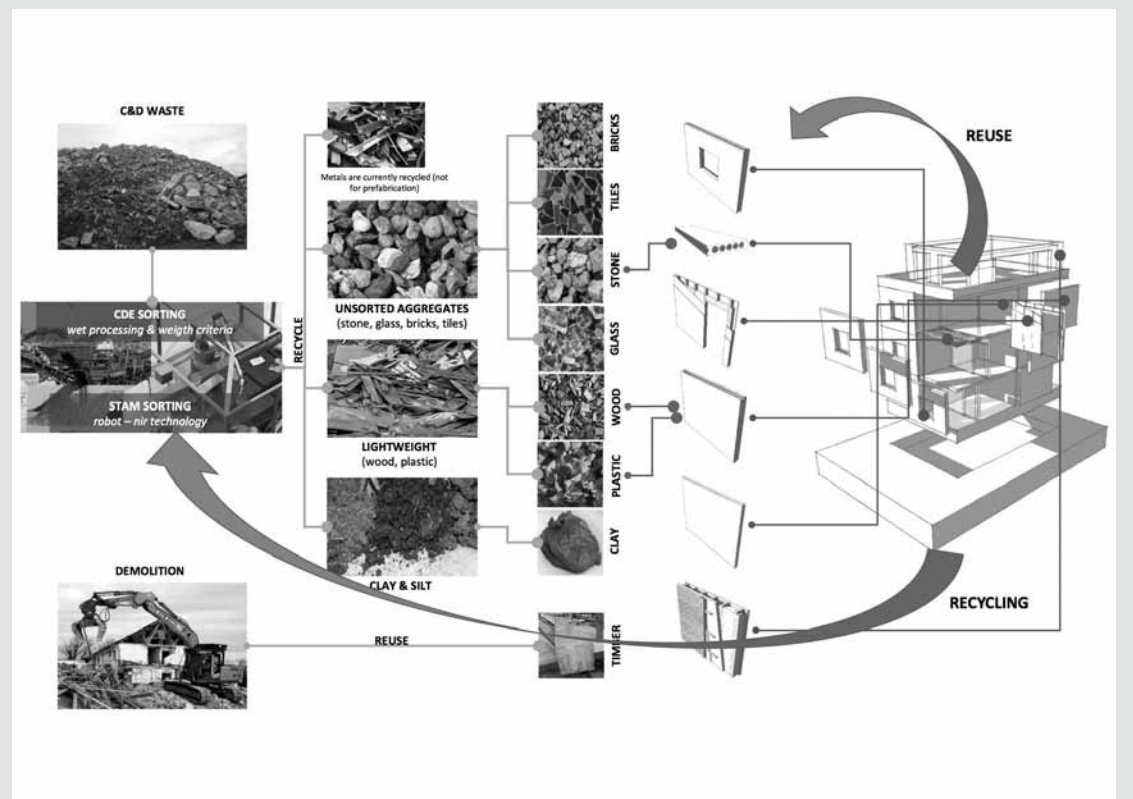 C&D WASTE
CDE SORTING
wet processing & weigth criteria
STAM SORTING
robot – nir technology
DEMOLITION
RECYCLE
Metals are currently recycled (not
for prefabrication)
UNSORTED AGGREGATES
(stone, glass, bricks, tiles)
LIGHTWEIGHT
(wood, plastic)
CLAY & SILT
REUSE
BRICKS
TILES
STONE
GLASS
WOOD
PLASTIC
CLAY
TIMBER
REUSE
RECYCLING